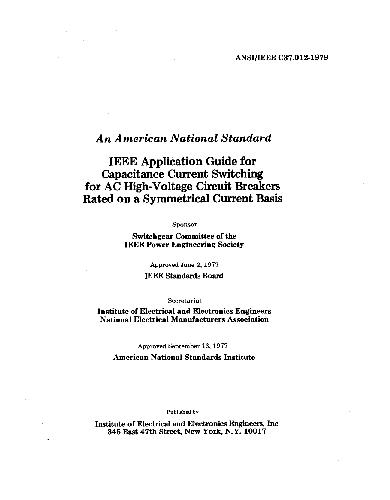 ANSI/IEEE C37.012-1979
An American National Standard
IEEE Application Guide for
Capacitance Current Switching
for AC High-Voltage Circuit Breakers
Rated on a Symmetrical Current Basis
Sponsor
Switchgear Committee of the
IEEE Power Engineering Society
Approved June 2, 1977
IEEE Standards Board
Secretariat
Institute of Electrical and Electronics Engineers
National Electrical Manufacturers Association
Approved September 13, 1977
American National Standards Institute
Published by
Institute of Electrical and Electronics Engineers, Inc
345 East 47th Street, New York, N.Y. 10017